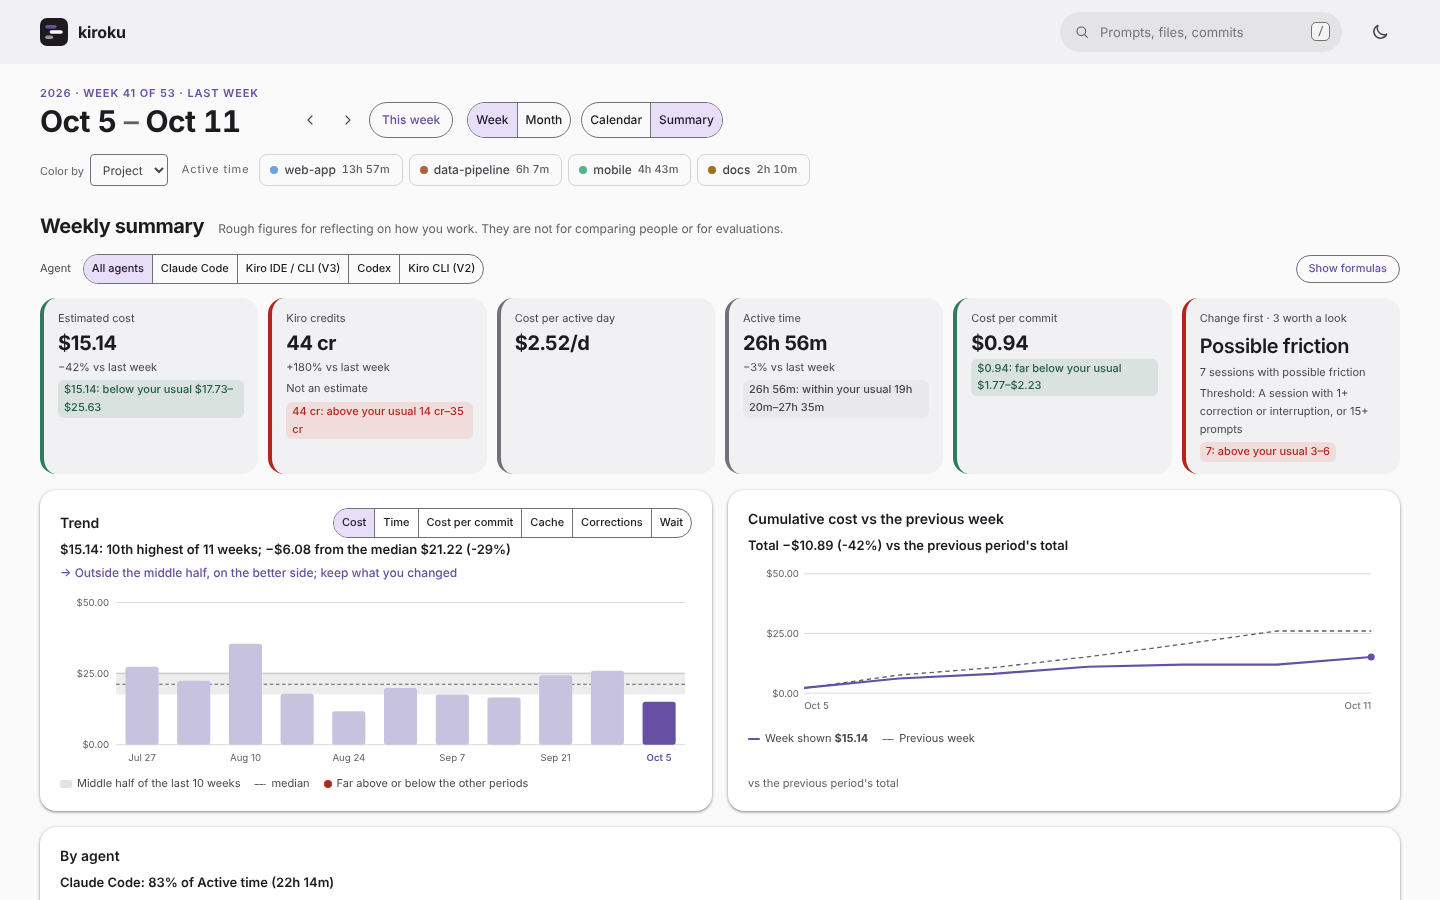 kiroku
Prompts, files, commits
/
2026 · WEEK 41 OF 53 · LAST WEEK
Oct 5 – Oct 11
This week
Week
Month
Calendar
Summary
Color by
Project
Active time
web-app 13h 57m
data-pipeline 6h 7m
mobile 4h 43m
docs 2h 10m
Weekly summary
Rough figures for reflecting on how you work. They are not for comparing people or for evaluations.
Agent
All agents
Claude Code
Kiro IDE / CLI (V3)
Codex
Kiro CLI (V2)
Show formulas
Estimated cost
$15.14
−42% vs last week
$15.14: below your usual $17.73–
$25.63
Kiro credits
44 cr
+180% vs last week
Not an estimate
44 cr: above your usual 14 cr–35
cr
Cost per active day
$2.52/d
Active time
26h 56m
−3% vs last week
26h 56m: within your usual 19h
20m–27h 35m
Cost per commit
$0.94
$0.94: far below your usual
$1.77–$2.23
Change first · 3 worth a look
Possible friction
7 sessions with possible friction
Threshold: A session with 1+
correction or interruption, or 15+
prompts
7: above your usual 3–6
Trend
Cost
Time
Cost per commit
Cache
Corrections
Wait
$15.14: 10th highest of 11 weeks; −$6.08 from the median $21.22 (-29%)
→ Outside the middle half, on the better side; keep what you changed
$50.00
$25.00
$0.00
Jul 27
Aug 10
Aug 24
Sep 7
Sep 21
Oct 5
Middle half of the last 10 weeks
median
Far above or below the other periods
Cumulative cost vs the previous week
Total −$10.89 (-42%) vs the previous period's total
$50.00
$25.00
$0.00
Oct 5
Oct 11
Week shown $15.14
Previous week
vs the previous period's total
By agent
Claude Code: 83% of Active time (22h 14m)